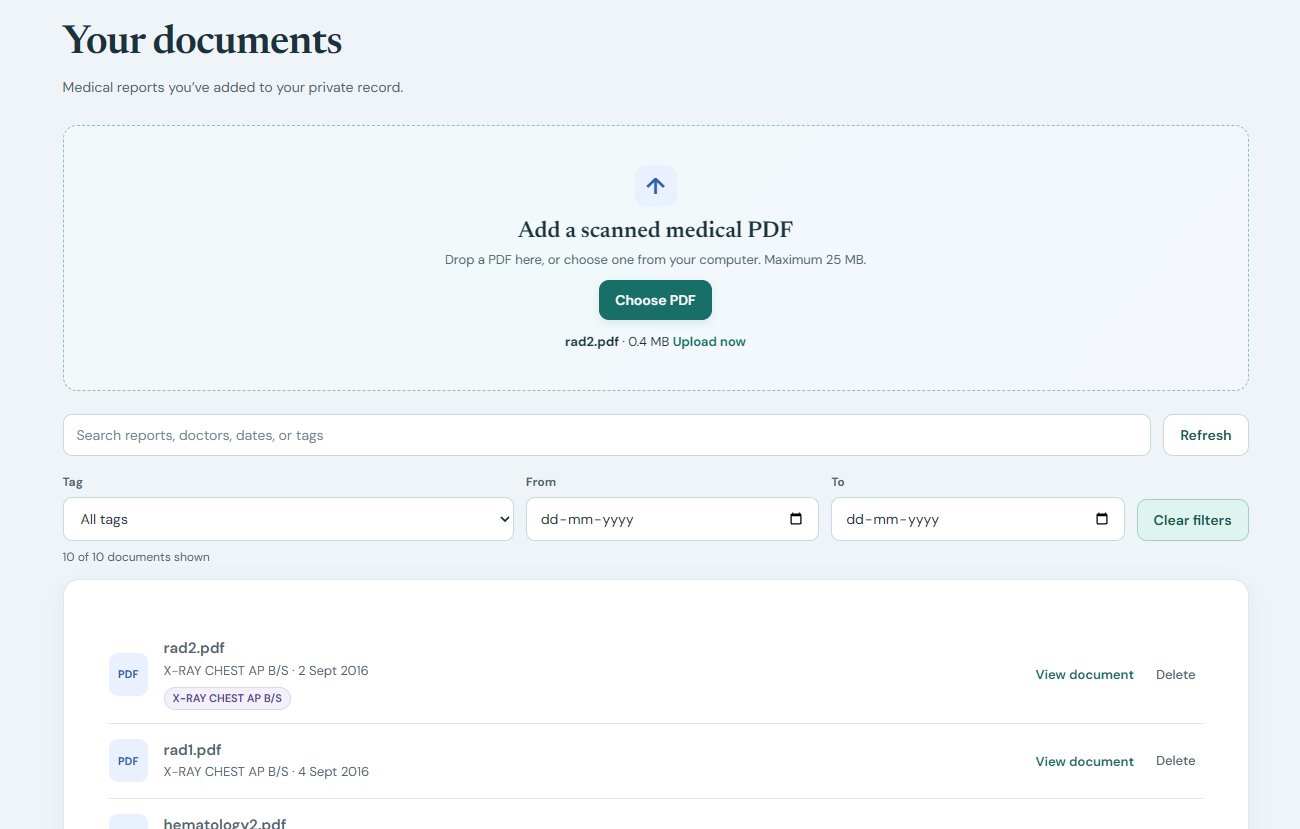 Your documents
Medical reports you’ve added to your private record.
Add a scanned medical PDF
Drop a PDF here, or choose one from your computer. Maximum 25 MB.
Choose PDF
rad2.pdf · 0.4 MB Upload now
Search reports, doctors, dates, or tags
Refresh
Tag
From
To
All tags
dd-mm-yyyy
dd-mm-yyyy
Clear filters
10 of 10 documents shown
PDF
rad2.pdf
X-RAY CHEST AP B/S · 2 Sept 2016
X-RAY CHEST AP B/S
View document
Delete
PDF
rad1.pdf
X-RAY CHEST AP B/S · 4 Sept 2016
View document
Delete
hematology2.pdf